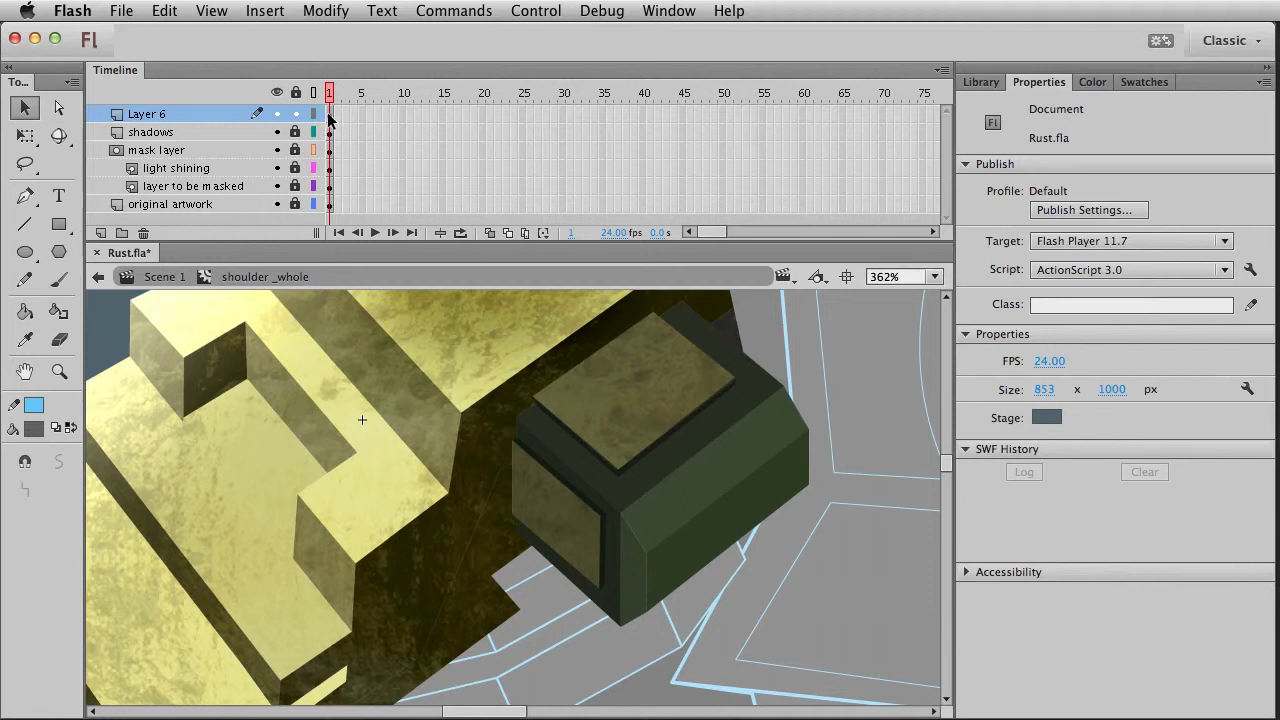 Flash File Edit View Insert Modify Text Commands Control Debug Window Help
Fl Classic
To... Timeline Library Properties Color Swatches
1 5 10 15 20 25 30 35 40 45 50 55 60 65 70 75
Layer 6
shadows
mask layer
light shining
layer to be masked
original artwork
1 24.00 fps 0.0 s
Rust.fla*
Scene 1 shoulder _whole 362%
Fl Document
Rust.fla
Publish
Profile: Default
Publish Settings...
Target: Flash Player 11.7
Script: ActionScript 3.0
Class:
Properties
FPS: 24.00
Size: 853 x 1000 px
Stage:
SWF History
Log Clear
Accessibility